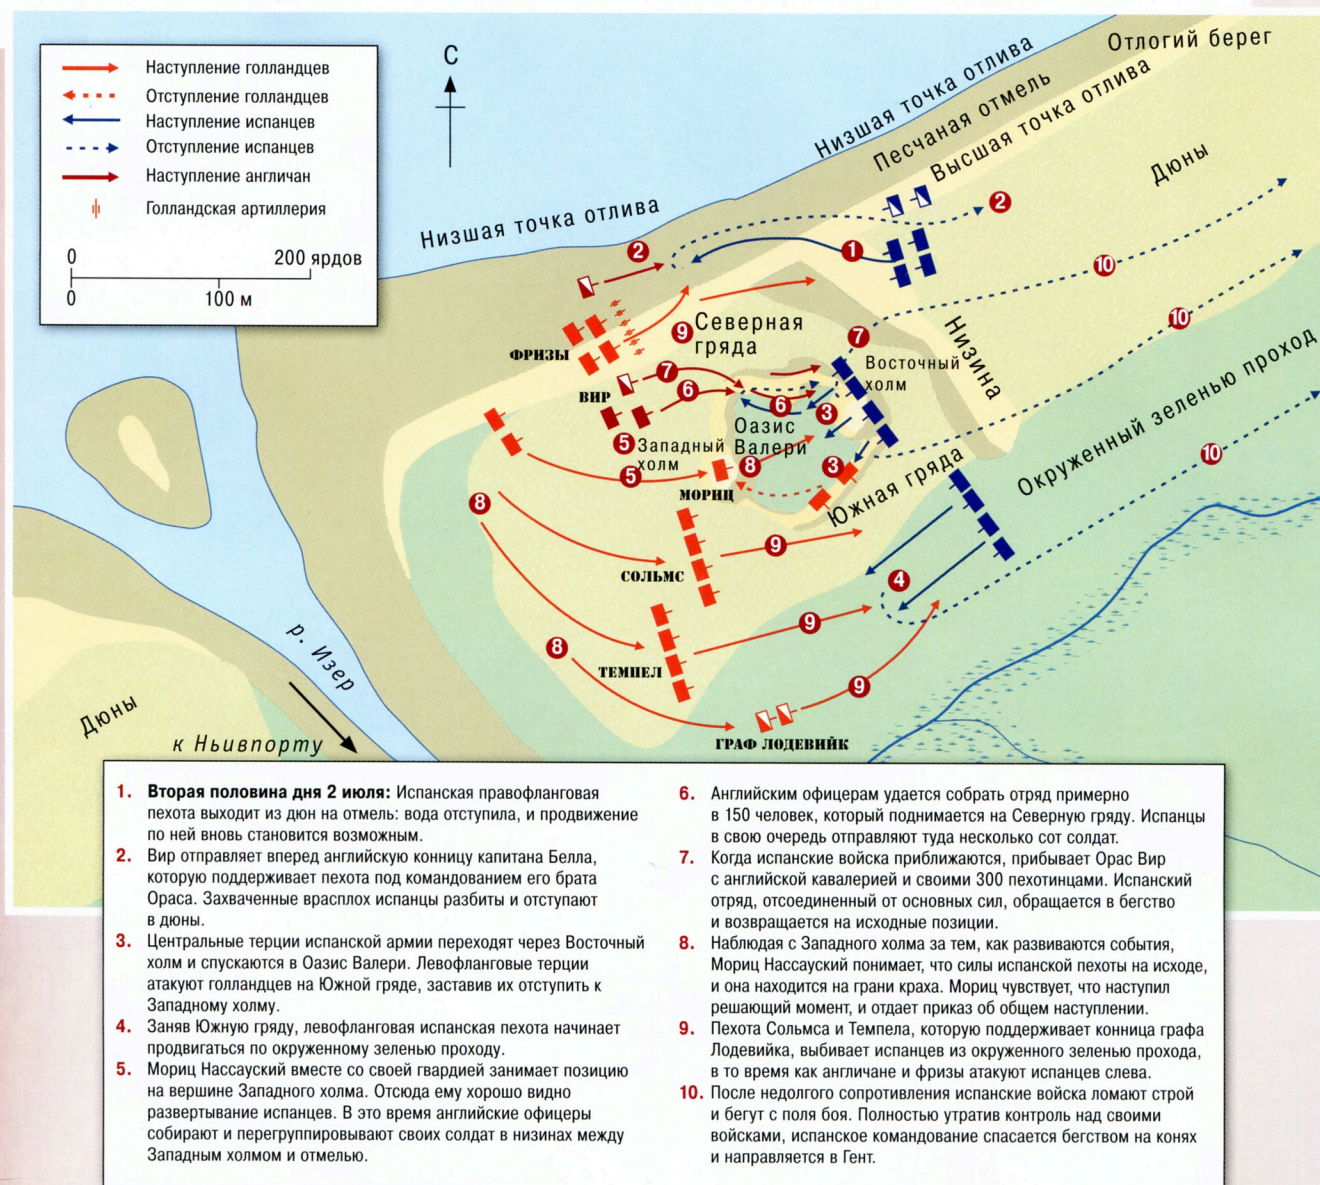 Наступление голландцев
Отступление голландцев
Наступление испанцев
Отступление испанцев
Наступление англичан
Голландская артиллерия
0 200 ярдов
0 100 м
С
Отлогий берег
Низшая точка отлива
Песчаная отмель
Высшая точка отлива
Дюны
Низшая точка отлива
2
2
1
10
10
10
9
Северная
гряда
ФРИЗЫ
7
Восточный
холм
Низина
7
6
ВИР
6
3
Оазис
Валери
5
Западный
холм
5
8
3
МОРИЦ
Южная гряда
Окруженный зеленью проход
8
9
СОЛЬМС
4
9
8
ТЕМПЕЛ
9
ГРАФ ЛОДЕВИЙК
р. Изер
Дюны
к Ньивпорту
1. Вторая половина дня 2 июля: Испанская правофланговая
пехота выходит из дюн на отмель: вода отступила, и продвижение
по ней вновь становится возможным.
2. Вир отправляет вперед английскую конницу капитана Белла,
которую поддерживает пехота под командованием его брата
Ораса. Захваченные врасплох испанцы разбиты и отступают
в дюны.
3. Центральные терции испанской армии переходят через Восточный
холм и спускаются в Оазис Валери. Левофланговые терции
атакуют голландцев на Южной гряде, заставив их отступить к
Западному холму.
4. Заняв Южную гряду, левофланговая испанская пехота начинает
продвигаться по окруженному зеленью проходу.
5. Мориц Нассауский вместе со своей гвардией занимает позицию
на вершине Западного холма. Отсюда ему хорошо видно
развертывание испанцев. В это время английские офицеры
собирают и перегруппировывают своих солдат в низинах между
Западным холмом и отмелью.
6. Английским офицерам удается собрать отряд примерно
в 150 человек, который поднимается на Северную гряду. Испанцы
в свою очередь отправляют туда несколько сот солдат.
7. Когда испанские войска приближаются, прибывает Орас Вир
с английской кавалерией и своими 300 пехотинцами. Испанский
отряд, отсоединенный от основных сил, обращается в бегство
и возвращается на исходные позиции.
8. Наблюдая с Западного холма за тем, как развиваются события,
Мориц Нассауский понимает, что силы испанской пехоты на исходе,
и она находится на грани краха. Мориц чувствует, что наступил
решающий момент, и отдает приказ об общем наступлении.
9. Пехота Сольмса и Темпела, которую поддерживает конница графа
Лодевийка, выбивает испанцев из окруженного зеленью прохода,
в то время как англичане и фризы атакуют испанцев слева.
10. После недолгого сопротивления испанские войска ломают строй
и бегут с поля боя. Полностью утратив контроль над своими
войсками, испанское командование спасается бегством на конях
и направляется в Гент.